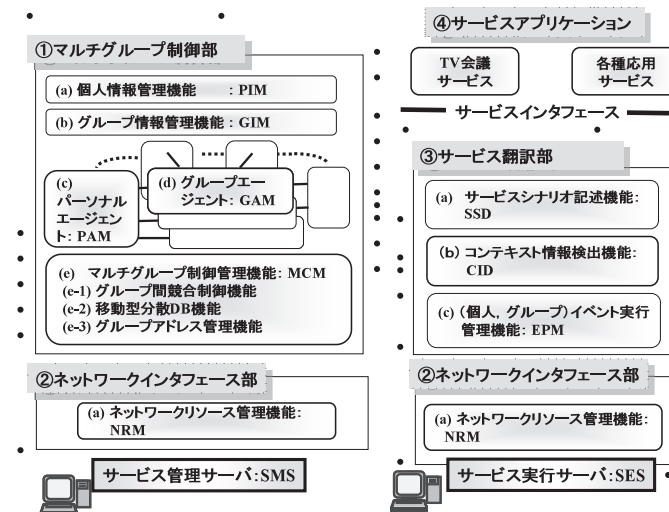 ①マルチグループ制御部
(a) 個人情報管理機能 : PIM
(b) グループ情報管理機能 : GIM
(c)
パーソナル
エージェン
ト: PAM
(d) グループエー
ジェント: GAM
(e) マルチグループ制御管理機能: MCM
(e-1) グループ間競合制御機能
(e-2) 移動型分散DB機能
(e-3) グループアドレス管理機能
②ネットワークインタフェース部
(a) ネットワークリソース管理機能:
NRM
サービス管理サーバ:SMS
④サービスアプリケーション
TV会議
サービス
各種応用
サービス
サービスインタフェース
③サービス翻訳部
(a) サービスシナリオ記述機能:
SSD
(b) コンテキスト情報検出機能:
CID
(c) (個人, グループ) イベント実行
管理機能: EPM
②ネットワークインタフェース部
(a) ネットワークリソース管理機能:
NRM
サービス実行サーバ:SES